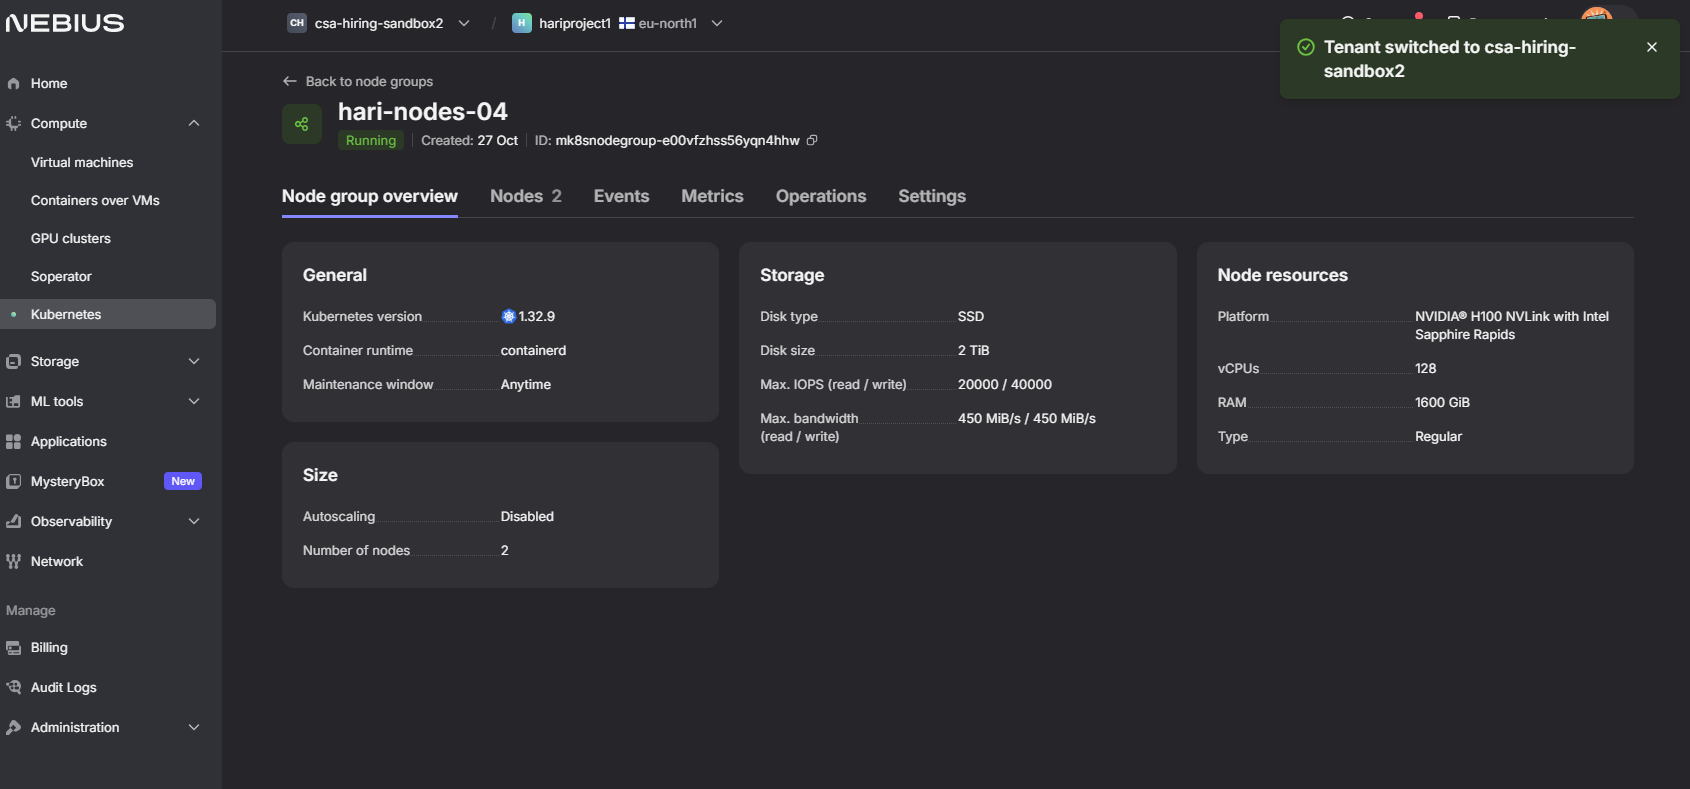 NEBIUS
CH csa-hiring-sandbox2 / H hariproject1 eu-north1
Tenant switched to csa-hiring-
sandbox2
Home
Compute
Virtual machines
Containers over VMs
GPU clusters
Soperator
Kubernetes
Storage
ML tools
Applications
MysteryBox New
Observability
Network
Manage
Billing
Audit Logs
Administration
Back to node groups
hari-nodes-04
Running Created: 27 Oct ID: mk8snodegroup-e00vfzhss56yqn4hhw
Node group overview Nodes 2 Events Metrics Operations Settings
General
Kubernetes version 1.32.9
Container runtime containerd
Maintenance window Anytime
Size
Autoscaling Disabled
Number of nodes 2
Storage
Disk type SSD
Disk size 2 TiB
Max. IOPS (read / write) 20000 / 40000
Max. bandwidth 450 MiB/s / 450 MiB/s
(read / write)
Node resources
Platform NVIDIA® H100 NVLink with Intel
Sapphire Rapids
vCPUs 128
RAM 1600 GiB
Type Regular